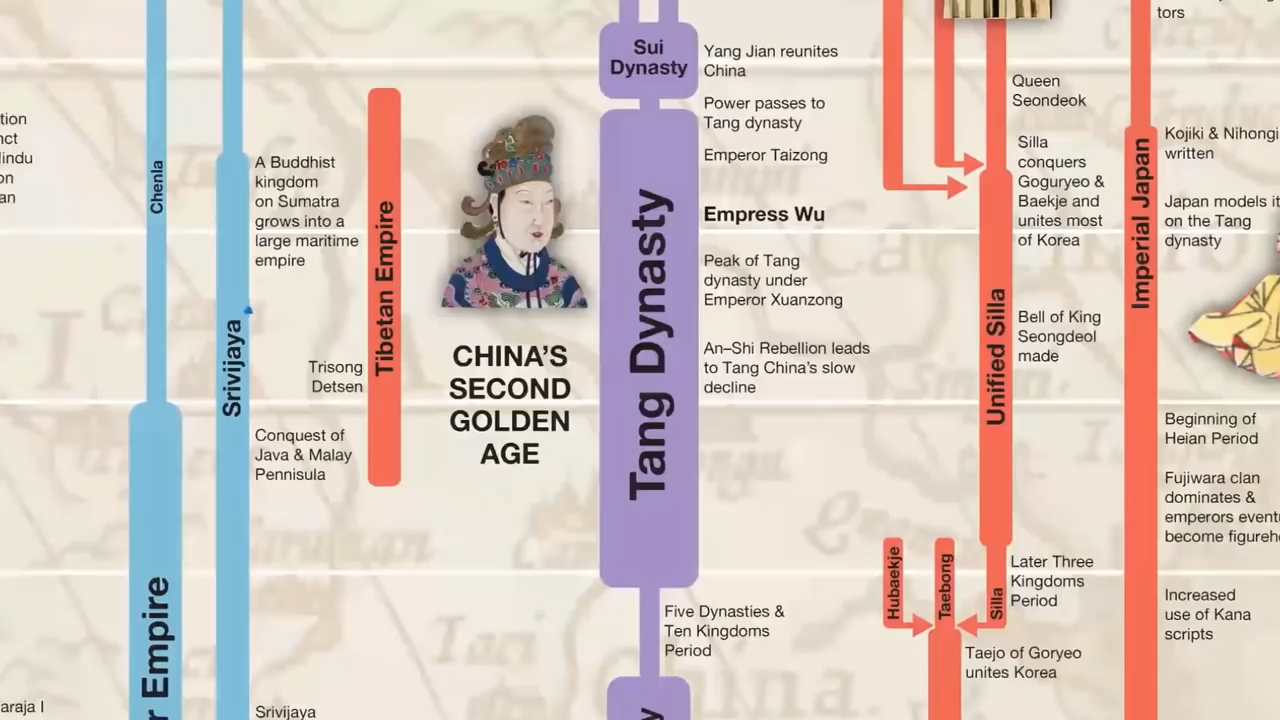 tors
Sui
Dynasty
Yang Jian reunites
China
Power passes to
Tang dynasty
Emperor Taizong
Empress Wu
Peak of Tang
dynasty under
Emperor Xuanzong
An–Shi Rebellion leads
to Tang China's slow
decline
Tang Dynasty
CHINA'S
SECOND
GOLDEN
AGE
Five Dynasties &
Ten Kingdoms
Period
Chenla
Srivijaya
A Buddhist
kingdom
on Sumatra
grows into a
large maritime
empire
Conquest of
Java & Malay
Pennisula
Srivijaya
Tibetan Empire
Trisong
Detsen
Empire
araja I
tion
nct
on
an
Queen
Seondeok
Silla
conquers
Goguryeo &
Baekje and
unites most
of Korea
Unified Silla
Bell of King
Seongdeol
made
Hubaekje
Taebong
Silla
Later Three
Kingdoms
Period
Taejo of Goryeo
unites Korea
Imperial Japan
Kojiki & Nihongi
written
Japan models it
on the Tang
dynasty
Beginning of
Heian Period
Fujiwara clan
dominates &
emperors event
become figureh
Increased
use of Kana
scripts